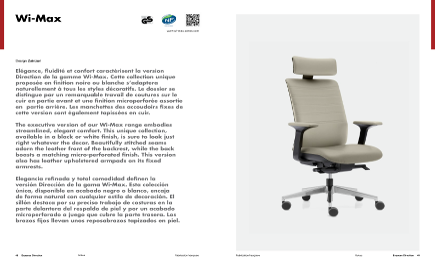 Wi-Max
Élégance, fluidité et confort caractérisent la version
Direction de la gamme Wi-Max. Cette collection unique
proposée en finition noire ou blanche s'adaptera
naturellement à tous les styles décoratifs. Le dossier se
distingue par un remarquable travail de coutures sur le
cuir en partie avant et une finition microperforée assortie
en partie arrière. Les manchettes des accoudoirs fixes de
cette version sont également tapissées en cuir.
The executive version of our Wi-Max range embodies
streamlined, elegant comfort. This unique collection,
available in a black or white finish, is sure to look just
right whatever the decor. Beautifully stitched seams
adorn the leather front of the backrest, while the back
boasts a matching micro-perforated finish. This version
also has leather upholstered armpads on its fixed
armrests.
Elegancia refinada y total comodidad definen la
versión Dirección de la gama Wi-Max. Esta colección
única, disponible en acabado negro o blanco, encaja
de forma natural con cualquier estilo de decoración. El
sillón destaca por su preciso trabajo de costuras en la
parte delantera del respaldo de piel y por un acabado
microperforado a juego que cubre la parte trasera. Los
brazos fijos llevan unos reposabrazos tapizados en piel.